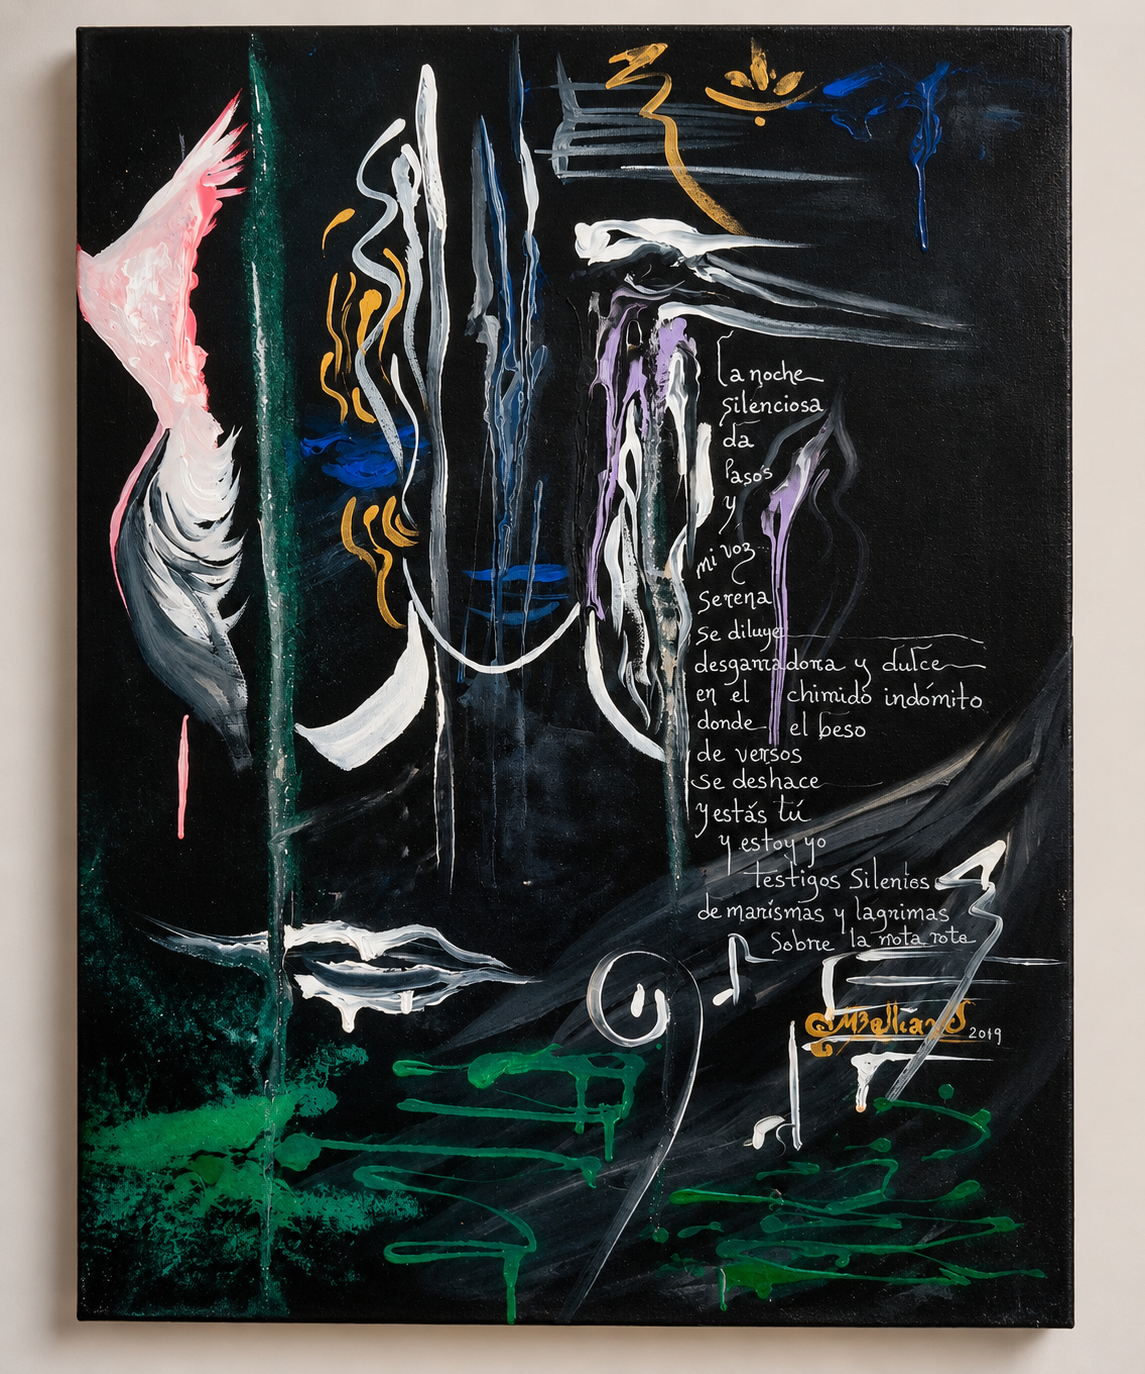 La noche
silenciosa
da
Pasos
y
mi voz
Serena
se diluye
desgarradora y dulce
en el chimido indómito
donde el beso
de versos
se deshace
y estás tú
y estoy yo
testigos Silenios
de marismas y lagrimas
Sobre la nota rota
2019